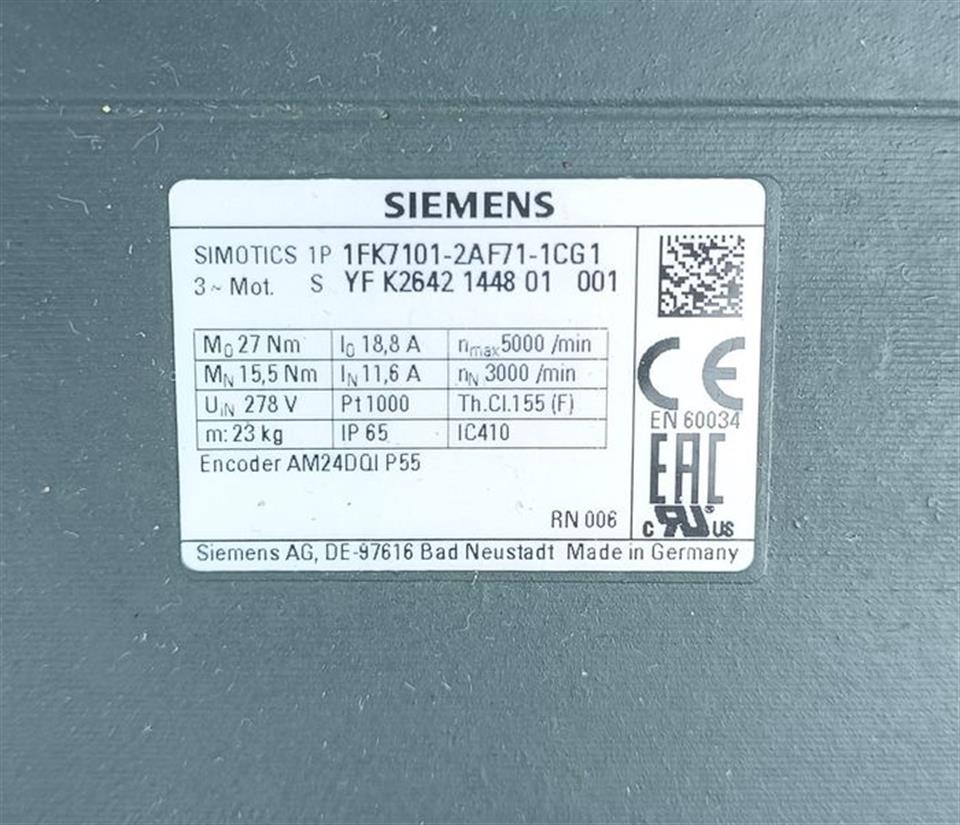 SIEMENS
SIMOTICS 1P 1FK7101-2AF71-1CG1
3 ~ Mot. S YF K2642 1448 01 001
M0 27 Nm I0 18,8 A nmax 5000 /min
MN 15,5 Nm IN 11,6 A nN 3000 /min
UiN 278 V Pt1000 Th.Cl.155 (F)
m: 23 kg IP 65 IC410
Encoder AM24DQI P55
RN 006
CE
EN 60034
EAC
c RU® US
Siemens AG, DE-97616 Bad Neustadt Made in Germany